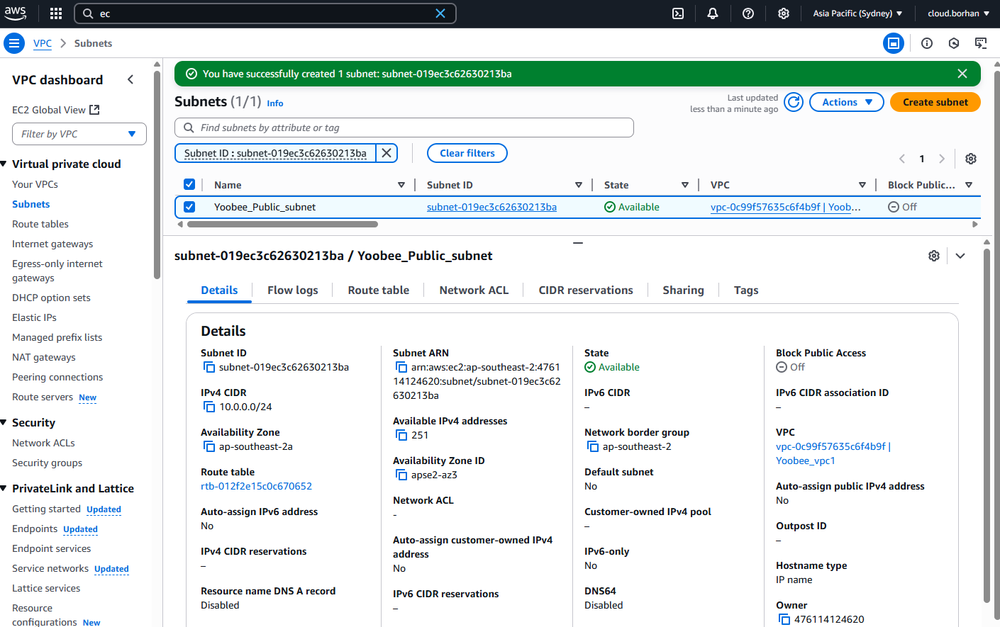 aws
ec
Asia Pacific (Sydney)
cloud.borhan
VPC
Subnets
VPC dashboard
EC2 Global View
Filter by VPC
Virtual private cloud
Your VPCs
Subnets
Route tables
Internet gateways
Egress-only internet
gateways
DHCP option sets
Elastic IPs
Managed prefix lists
NAT gateways
Peering connections
Route servers New
Security
Network ACLs
Security groups
PrivateLink and Lattice
Getting started Updated
Endpoints Updated
Endpoint services
Service networks Updated
Lattice services
Resource
configurations New
You have successfully created 1 subnet: subnet-019ec3c62630213ba
Subnets (1/1) Info
Last updated
less than a minute ago
Actions
Create subnet
Find subnets by attribute or tag
Subnet ID : subnet-019ec3c62630213ba
Clear filters
1
Name Subnet ID State VPC Block Public...
Yoobee_Public_subnet subnet-019ec3c62630213ba Available vpc-0c99f57635c6f4b9f | Yoob... Off
subnet-019ec3c62630213ba / Yoobee_Public_subnet
Details Flow logs Route table Network ACL CIDR reservations Sharing Tags
Details
Subnet ID
subnet-019ec3c62630213ba
IPv4 CIDR
10.0.0.0/24
Availability Zone
ap-southeast-2a
Route table
rtb-012f2e15c0c670652
Auto-assign IPv6 address
No
IPv4 CIDR reservations
–
Resource name DNS A record
Disabled
Subnet ARN
arn:aws:ec2:ap-southeast-2:4761
14124620:subnet/subnet-019ec3c62
630213ba
Available IPv4 addresses
251
Availability Zone ID
apse2-az3
Network ACL
-
Auto-assign customer-owned IPv4
address
No
IPv6 CIDR reservations
–
State
Available
IPv6 CIDR
–
Network border group
ap-southeast-2
Default subnet
No
Customer-owned IPv4 pool
–
IPv6-only
No
DNS64
Disabled
Block Public Access
Off
IPv6 CIDR association ID
–
VPC
vpc-0c99f57635c6f4b9f |
Yoobee_vpc1
Auto-assign public IPv4 address
No
Outpost ID
–
Hostname type
IP name
Owner
476114124620